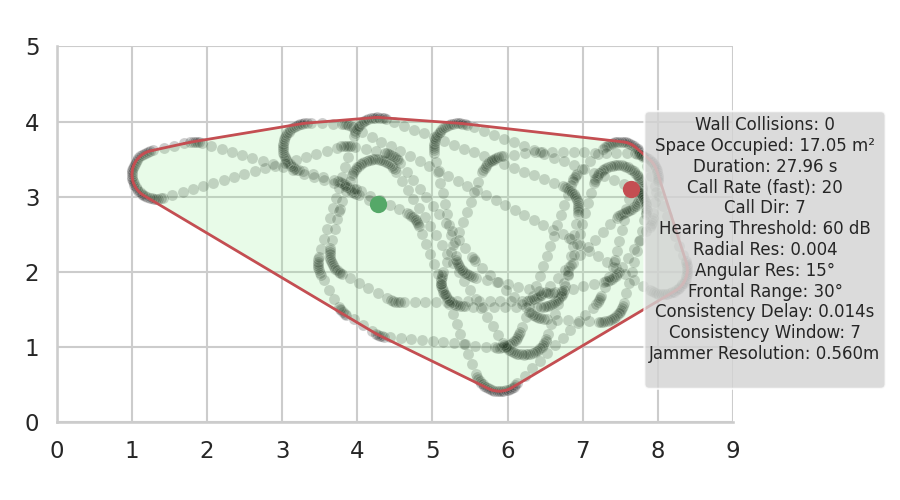 5
4
3
2
1
0
0 1 2 3 4 5 6 7 8 9
Wall Collisions: 0
Space Occupied: 17.05 m²
Duration: 27.96 s
Call Rate (fast): 20
Call Dir: 7
Hearing Threshold: 60 dB
Radial Res: 0.004
Angular Res: 15°
Frontal Range: 30°
Consistency Delay: 0.014s
Consistency Window: 7
Jammer Resolution: 0.560m